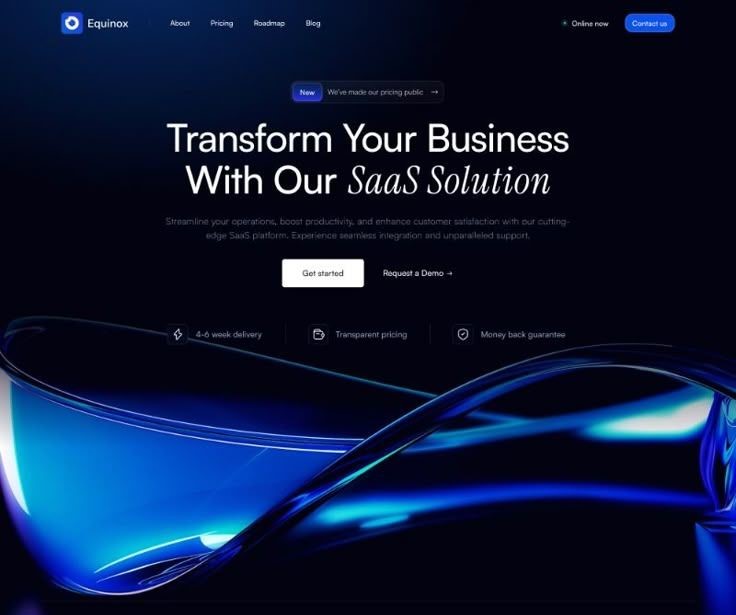 Equinox
About Pricing Roadmap Blog
Online now
Contact us
New We've made our pricing public →
Transform Your Business
With Our SaaS Solution
Streamline your operations, boost productivity, and enhance customer satisfaction with our cutting-
edge SaaS platform. Experience seamless integration and unparalleled support.
Get started Request a Demo →
4-6 week delivery Transparent pricing Money back guarantee